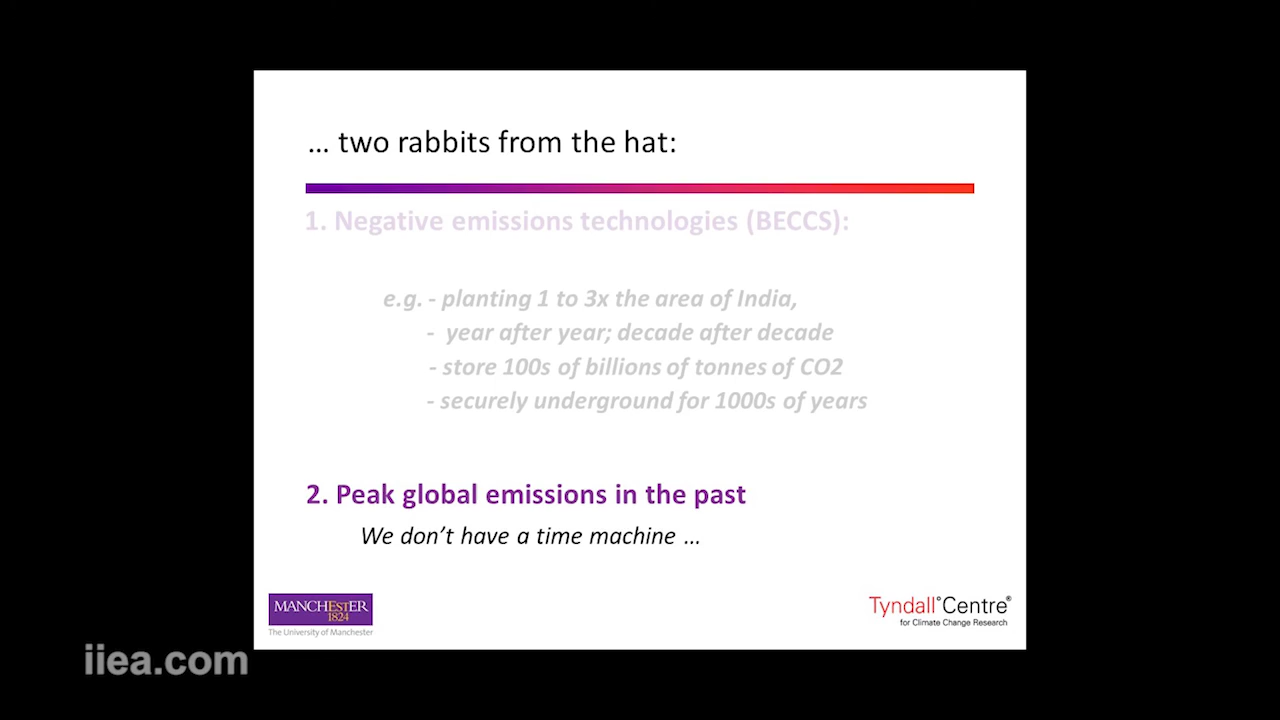 ... two rabbits from the hat:
1. Negative emissions technologies (BECCS):
e.g. - planting 1 to 3x the area of India,
- year after year; decade after decade
- store 100s of billions of tonnes of CO2
- securely underground for 1000s of years
2. Peak global emissions in the past
We don’t have a time machine ...
MANCHESTER
1824
The University of Manchester
Tyndall°Centre®
for Climate Change Research
iiea.com